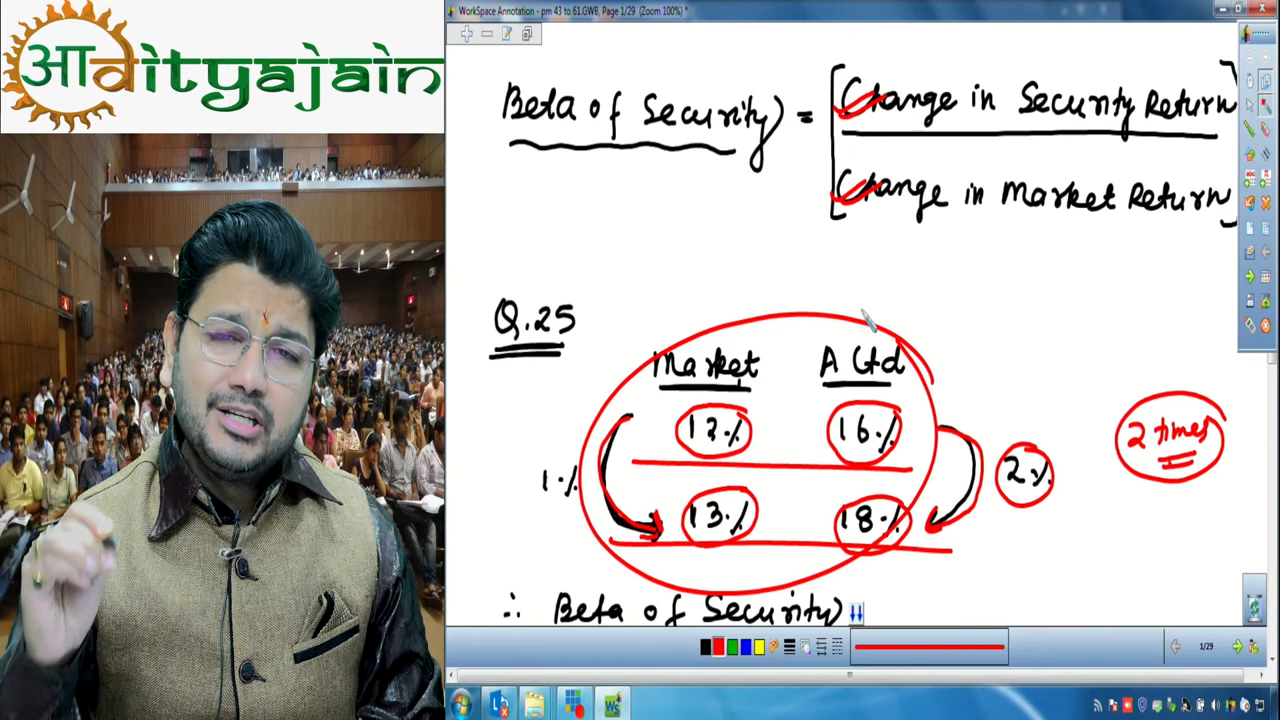 WorkSpace Annotation - pm 43 to 61.GWB, Page 1/29 (Zoom 100%) *
आdityajain
Beta of Security) = [Change in Security Return
Change in Market Return]
Q.25
Market A Ltd
12% 16%
2 times
1% 2%
13% 18%
∴ Beta of Security)
1/29